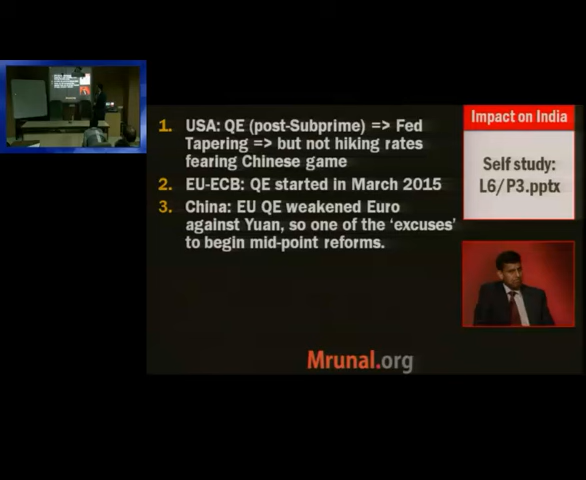 1. USA: QE (post-Subprime) => Fed
Tapering => but not hiking rates
fearing Chinese game
2. EU-ECB: QE started in March 2015
3. China: EU QE weakened Euro
against Yuan, so one of the ‘excuses’
to begin mid-point reforms.
Impact on India
Self study:
L6/P3.pptx
Mrunal.org